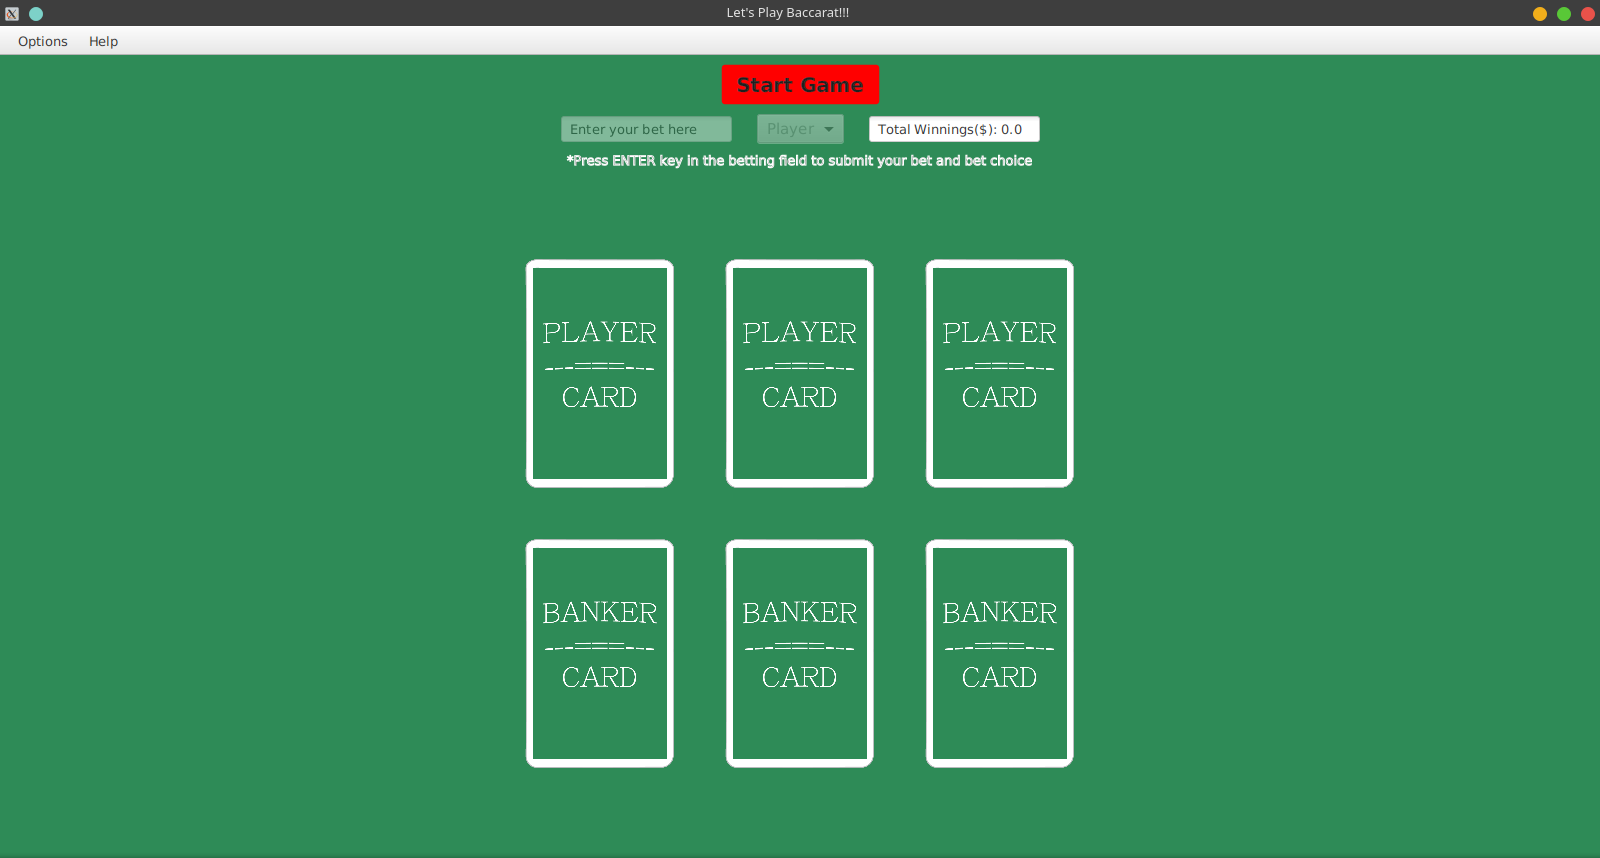 Let's Play Baccarat!!!
Options Help
Start Game
Enter your bet here Player Total Winnings($): 0.0
*Press ENTER key in the betting field to submit your bet and bet choice
PLAYER PLAYER PLAYER
---===--- ---===--- ---===---
CARD CARD CARD
BANKER BANKER BANKER
---===--- ---===--- ---===---
CARD CARD CARD